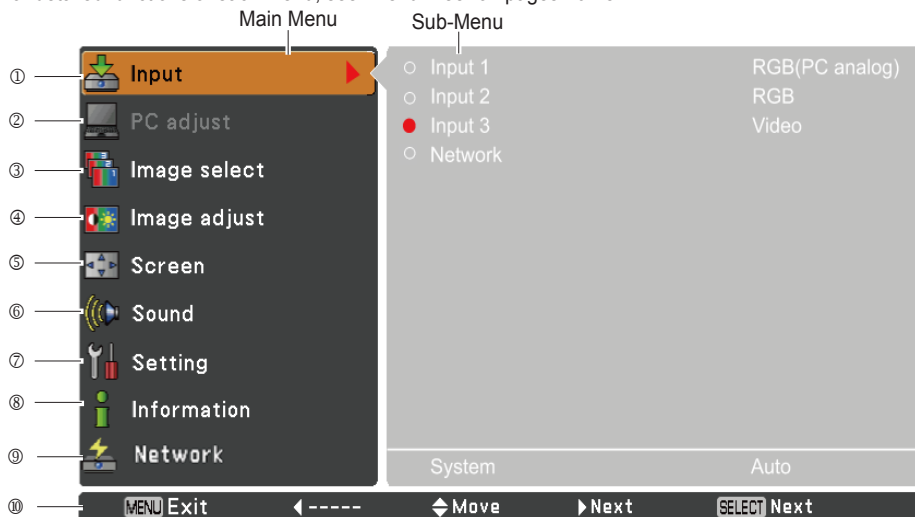 Main Menu
Sub-Menu
① Input
② PC adjust
③ Image select
④ Image adjust
⑤ Screen
⑥ Sound
⑦ Setting
⑧ Information
⑨ Network
Input 1 RGB(PC analog)
Input 2 RGB
Input 3 Video
Network
System Auto
⑩ MENU Exit ◀ ----- Move ▶ Next SELECT Next